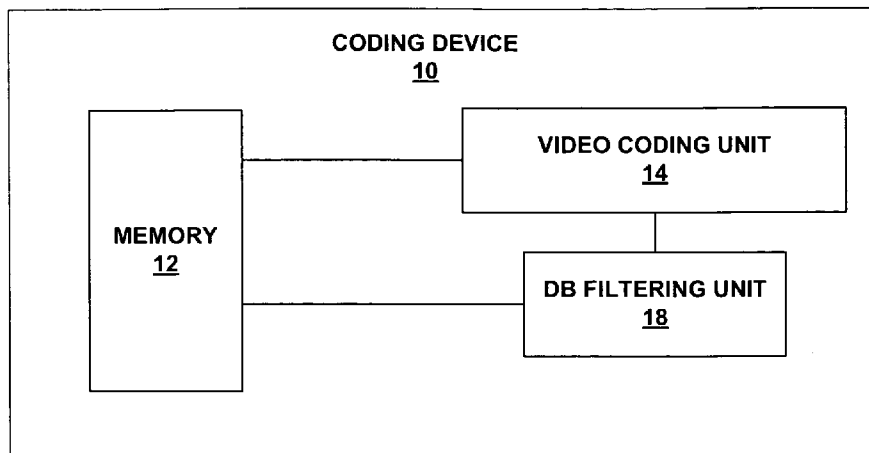 CODING DEVICE
10
VIDEO CODING UNIT
14
MEMORY
12
DB FILTERING UNIT
18